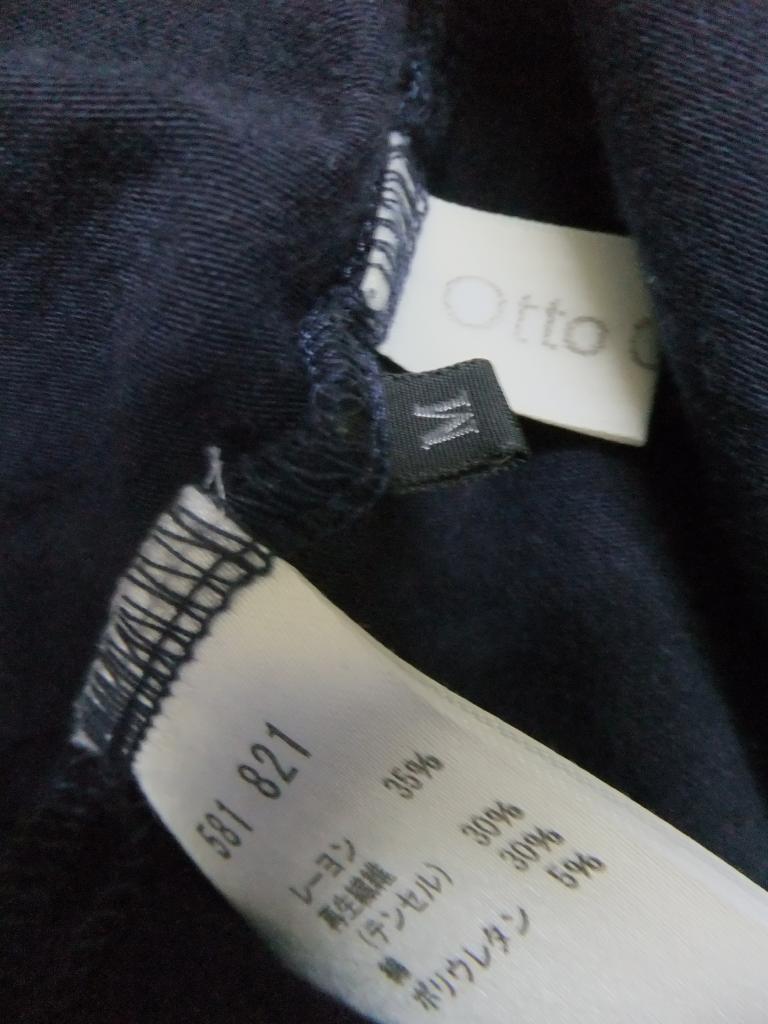 Otto
M
581 821
レーヨン 35%
再生繊維 30%
(テンセル)
綿 30%
ポリウレタン 5%